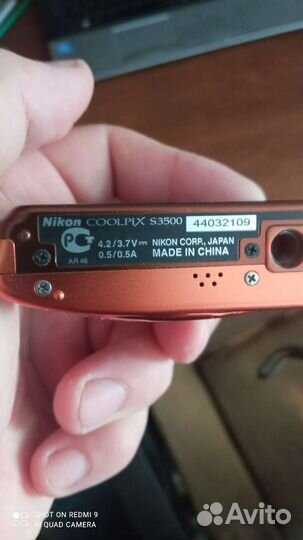 Nikon COOLPIX S3500 44032109
4.2/3.7V⎓ NIKON CORP., JAPAN
0.5/0.5A MADE IN CHINA
AR 46
SHOT ON REDMI 9
AI QUAD CAMERA
Avito